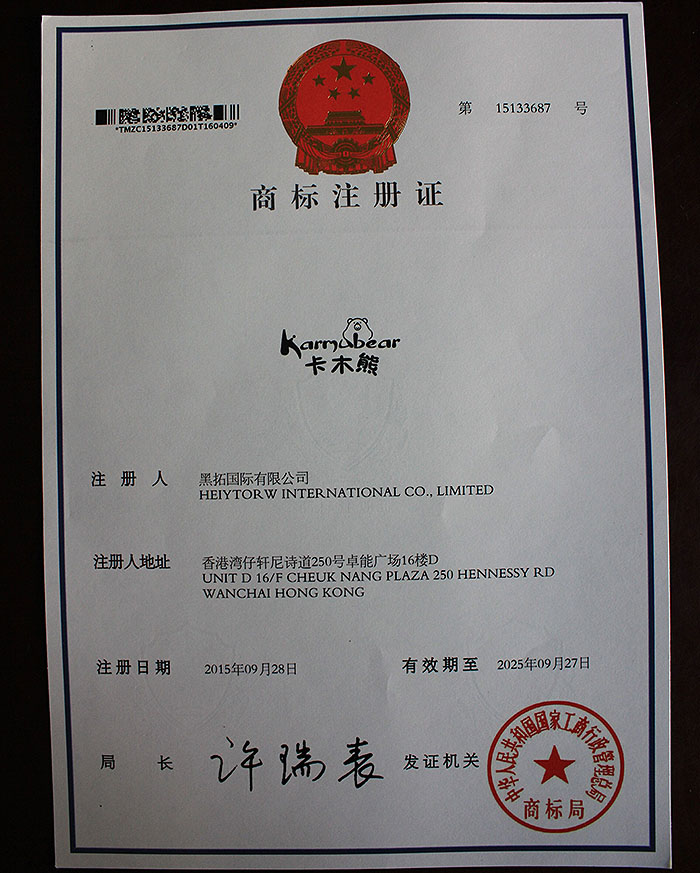 *TMZC15133687D01T160409*
第 15133687 号
商标注册证
Karmubear
卡木熊
注册人 黑拓国际有限公司
HEIYTORW INTERNATIONAL CO., LIMITED
注册人地址 香港湾仔轩尼诗道250号卓能广场16楼D
UNIT D 16/F CHEUK NANG PLAZA 250 HENNESSY RD
WANCHAI HONG KONG
注册日期 2015年09月28日 有效期至 2025年09月27日
局长 许瑞表 发证机关
中华人民共和国国家工商行政管理总局
商标局